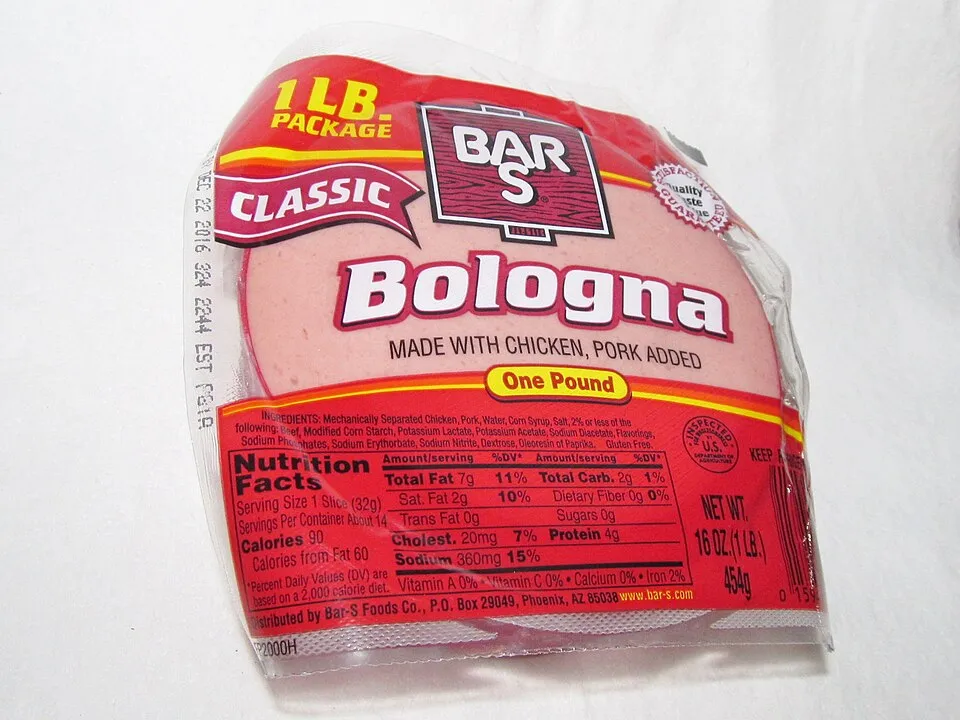 1 LB.
PACKAGE
BAR
S
®
CLASSIC
Quality
Bologna
MADE WITH CHICKEN, PORK ADDED
One Pound
DEC 22 2016 324 2244 EST
INGREDIENTS: Mechanically Separated Chicken, Pork, Water, Corn Syrup, Salt, 2% or less of the
following: Beef, Modified Corn Starch, Potassium Lactate, Potassium Acetate, Sodium Diacetate, Flavorings,
Sodium Phosphates, Sodium Erythorbate, Sodium Nitrite, Dextrose, Oleoresin of Paprika. Gluten Free.
INSPECTED
U.S.
DEPARTMENT OF
AGRICULTURE
KEEP
Nutrition
Facts
Serving Size 1 Slice (32g)
Servings Per Container About 14
Calories 90
Calories from Fat 60
*Percent Daily Values (DV) are
based on a 2,000 calorie diet.
Amount/serving %DV* Amount/serving %DV*
Total Fat 7g 11% Total Carb. 2g 1%
Sat. Fat 2g 10% Dietary Fiber 0g 0%
Trans Fat 0g Sugars 0g
Cholest. 20mg 7% Protein 4g
Sodium 360mg 15%
Vitamin A 0% • Vitamin C 0% • Calcium 0% • Iron 2%
Distributed by Bar-S Foods Co., P.O. Box 29049, Phoenix, AZ 85038 www.bar-s.com
NET WT.
16 OZ.(1 LB.)
454g
2000H